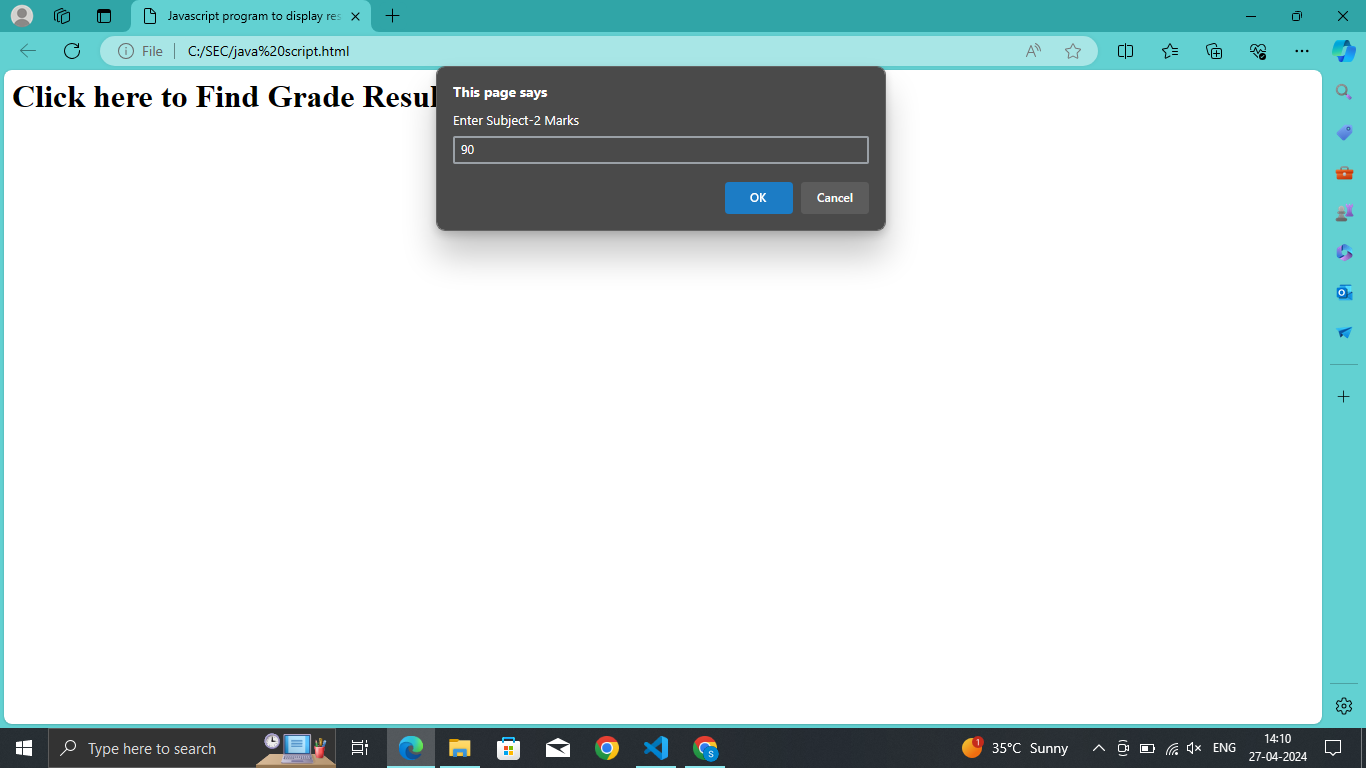 Javascript program to display res
File
C:/SEC/java%20script.html
Click here to Find Grade Resul
This page says
Enter Subject-2 Marks
90
OK
Cancel
Type here to search
S
1
35°C Sunny
ENG
14:10
27-04-2024